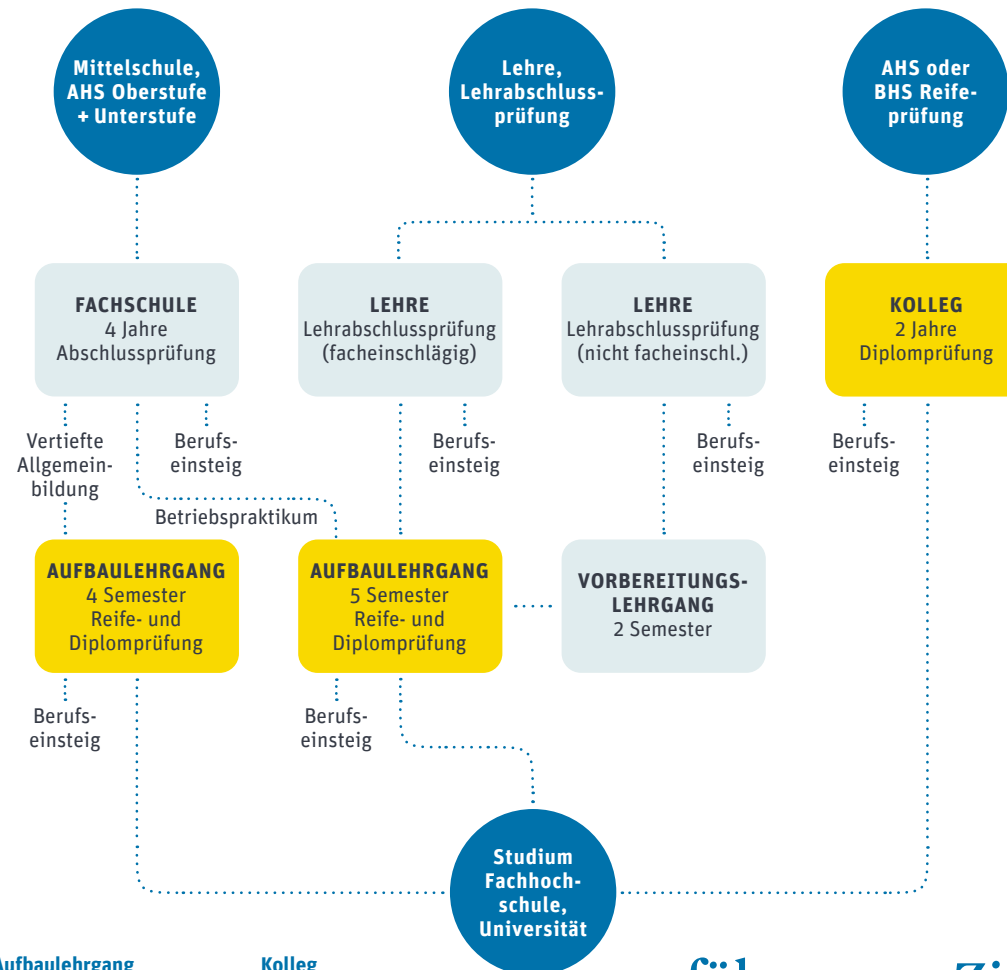 Mittelschule,
AHS Oberstufe
+ Unterstufe
Lehre,
Lehrabschluss-
prüfung
AHS oder
BHS Reife-
prüfung
FACHSCHULE
4 Jahre
Abschlussprüfung
LEHRE
Lehrabschlussprüfung
(facheinschlägig)
LEHRE
Lehrabschlussprüfung
(nicht facheinschl.)
KOLLEG
2 Jahre
Diplomprüfung
Vertiefte
Allgemein-
bildung
Berufs-
einsteig
Berufs-
einsteig
Berufs-
einsteig
Berufs-
einsteig
Betriebspraktikum
AUFBAULEHRGANG
4 Semester
Reife- und
Diplomprüfung
AUFBAULEHRGANG
5 Semester
Reife- und
Diplomprüfung
VORBEREITUNGS-
LEHRGANG
2 Semester
Berufs-
einsteig
Berufs-
einsteig
Studium
Fachhoch-
schule,
Universität
Aufbaulehrgang
Kolleg